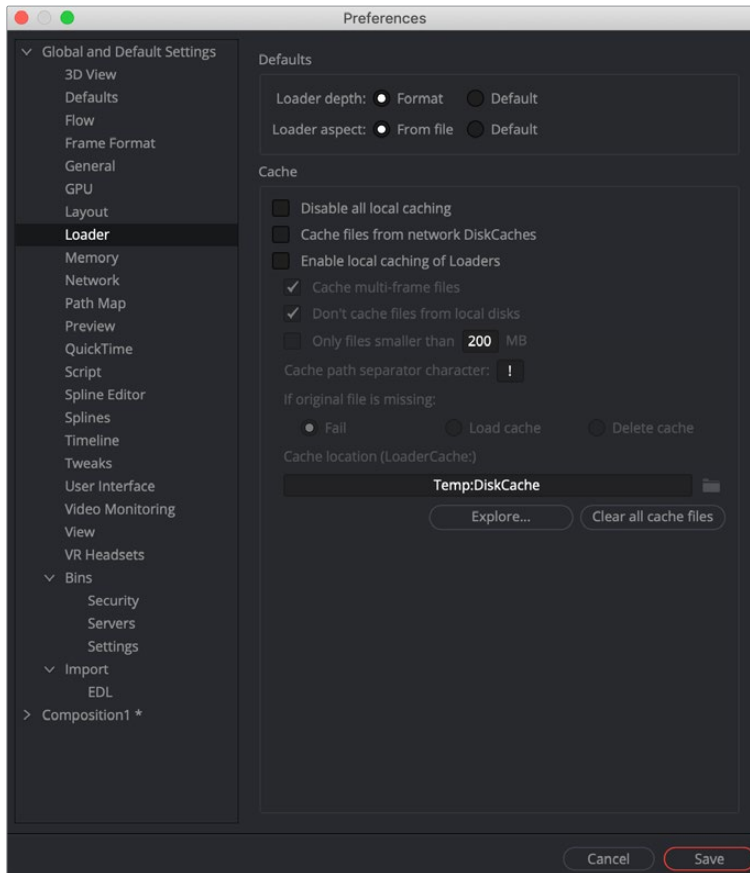 Preferences
Global and Default Settings
3D View
Defaults
Flow
Frame Format
General
GPU
Layout
Loader
Memory
Network
Path Map
Preview
QuickTime
Script
Spline Editor
Splines
Timeline
Tweaks
User Interface
Video Monitoring
View
VR Headsets
Bins
Security
Servers
Settings
Import
EDL
Composition1 *
Defaults
Loader depth: Format Default
Loader aspect: From file Default
Cache
Disable all local caching
Cache files from network DiskCaches
Enable local caching of Loaders
Cache multi-frame files
Don't cache files from local disks
Only files smaller than 200 MB
Cache path separator character: !
If original file is missing:
Fail Load cache Delete cache
Cache location (LoaderCache:)
Temp:DiskCache
Explore... Clear all cache files
Cancel Save